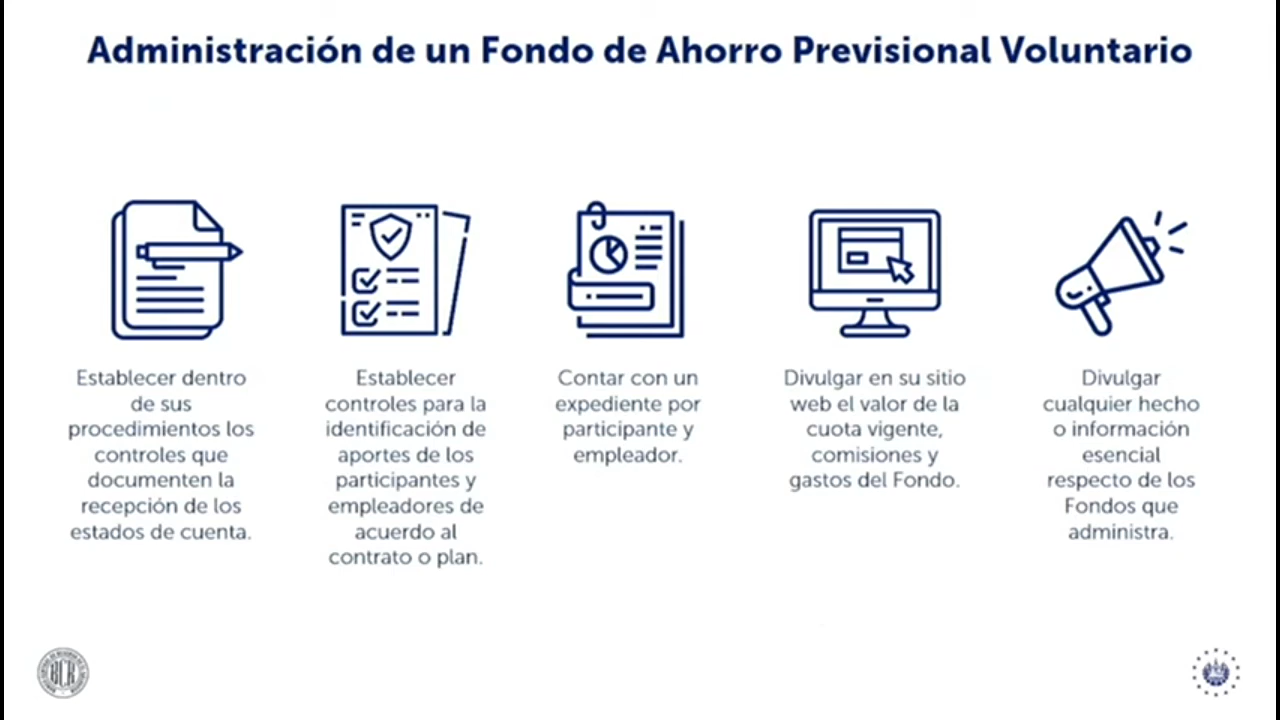 Administración de un Fondo de Ahorro Previsional Voluntario
Establecer dentro
de sus
procedimientos los
controles que
documenten la
recepción de los
estados de cuenta.
Establecer
controles para la
identificación de
aportes de los
participantes y
empleadores de
acuerdo al
contrato o plan.
Contar con un
expediente por
participante y
empleador.
Divulgar en su sitio
web el valor de la
cuota vigente,
comisiones y
gastos del Fondo.
Divulgar
cualquier hecho
o información
esencial
respecto de los
Fondos que
administra.
BCR